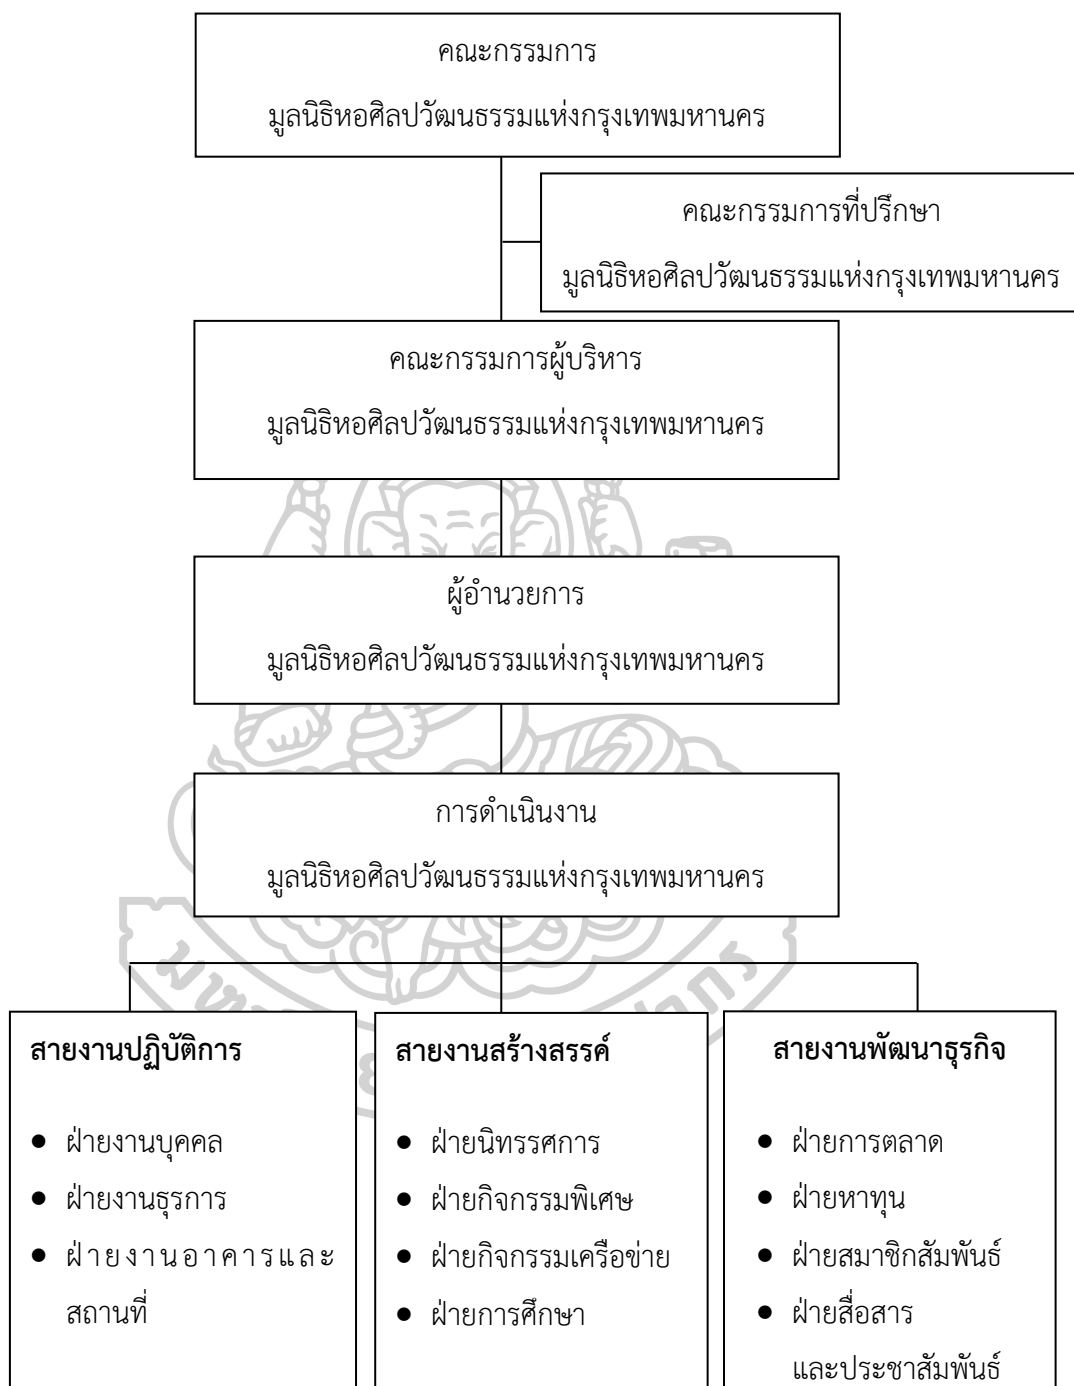 คณะกรรมการ
มูลนิธิหอศิลปวัฒนธรรมแห่งกรุงเทพมหานคร
คณะกรรมการที่ปรึกษา
มูลนิธิหอศิลปวัฒนธรรมแห่งกรุงเทพมหานคร
คณะกรรมการผู้บริหาร
มูลนิธิหอศิลปวัฒนธรรมแห่งกรุงเทพมหานคร
ผู้อำนวยการ
มูลนิธิหอศิลปวัฒนธรรมแห่งกรุงเทพมหานคร
การดำเนินงาน
มูลนิธิหอศิลปวัฒนธรรมแห่งกรุงเทพมหานคร
สายงานปฏิบัติการ
● ฝ่ายงานบุคคล
● ฝ่ายงานธุรการ
● ฝ่ายงานอาคารและ
สถานที่
สายงานสร้างสรรค์
● ฝ่ายนิทรรศการ
● ฝ่ายกิจกรรมพิเศษ
● ฝ่ายกิจกรรมเครือข่าย
● ฝ่ายการศึกษา
สายงานพัฒนาธุรกิจ
● ฝ่ายการตลาด
● ฝ่ายหาทุน
● ฝ่ายสมาชิกสัมพันธ์
● ฝ่ายสื่อสาร
และประชาสัมพันธ์